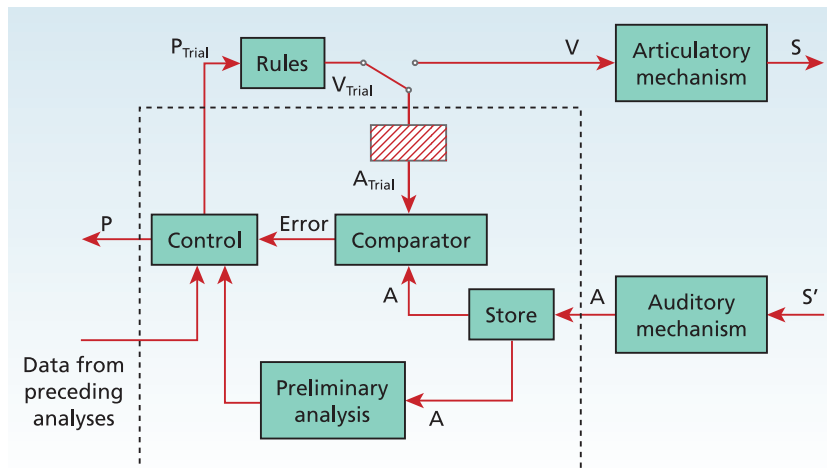 P_Trial
Rules
V_Trial
V
Articulatory
mechanism
S
A_Trial
P
Control
Error
Comparator
A
Store
A
Auditory
mechanism
S'
Data from
preceding
analyses
Preliminary
analysis
A